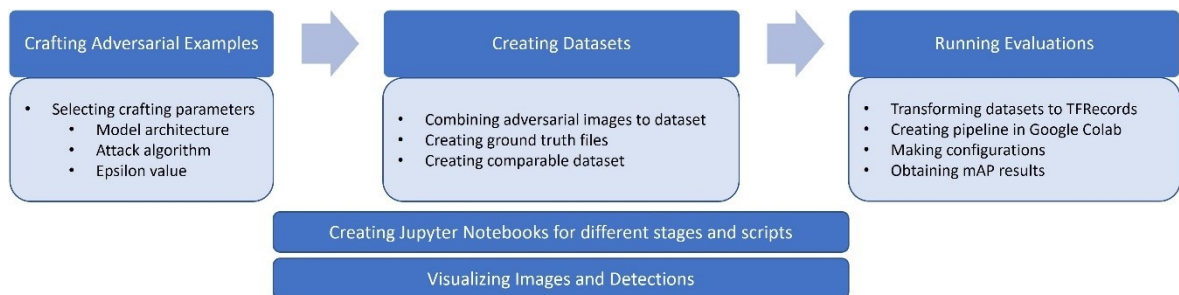 Crafting Adversarial Examples
• Selecting crafting parameters
• Model architecture
• Attack algorithm
• Epsilon value
Creating Datasets
• Combining adversarial images to dataset
• Creating ground truth files
• Creating comparable dataset
Running Evaluations
• Transforming datasets to TFRecords
• Creating pipeline in Google Colab
• Making configurations
• Obtaining mAP results
Creating Jupyter Notebooks for different stages and scripts
Visualizing Images and Detections